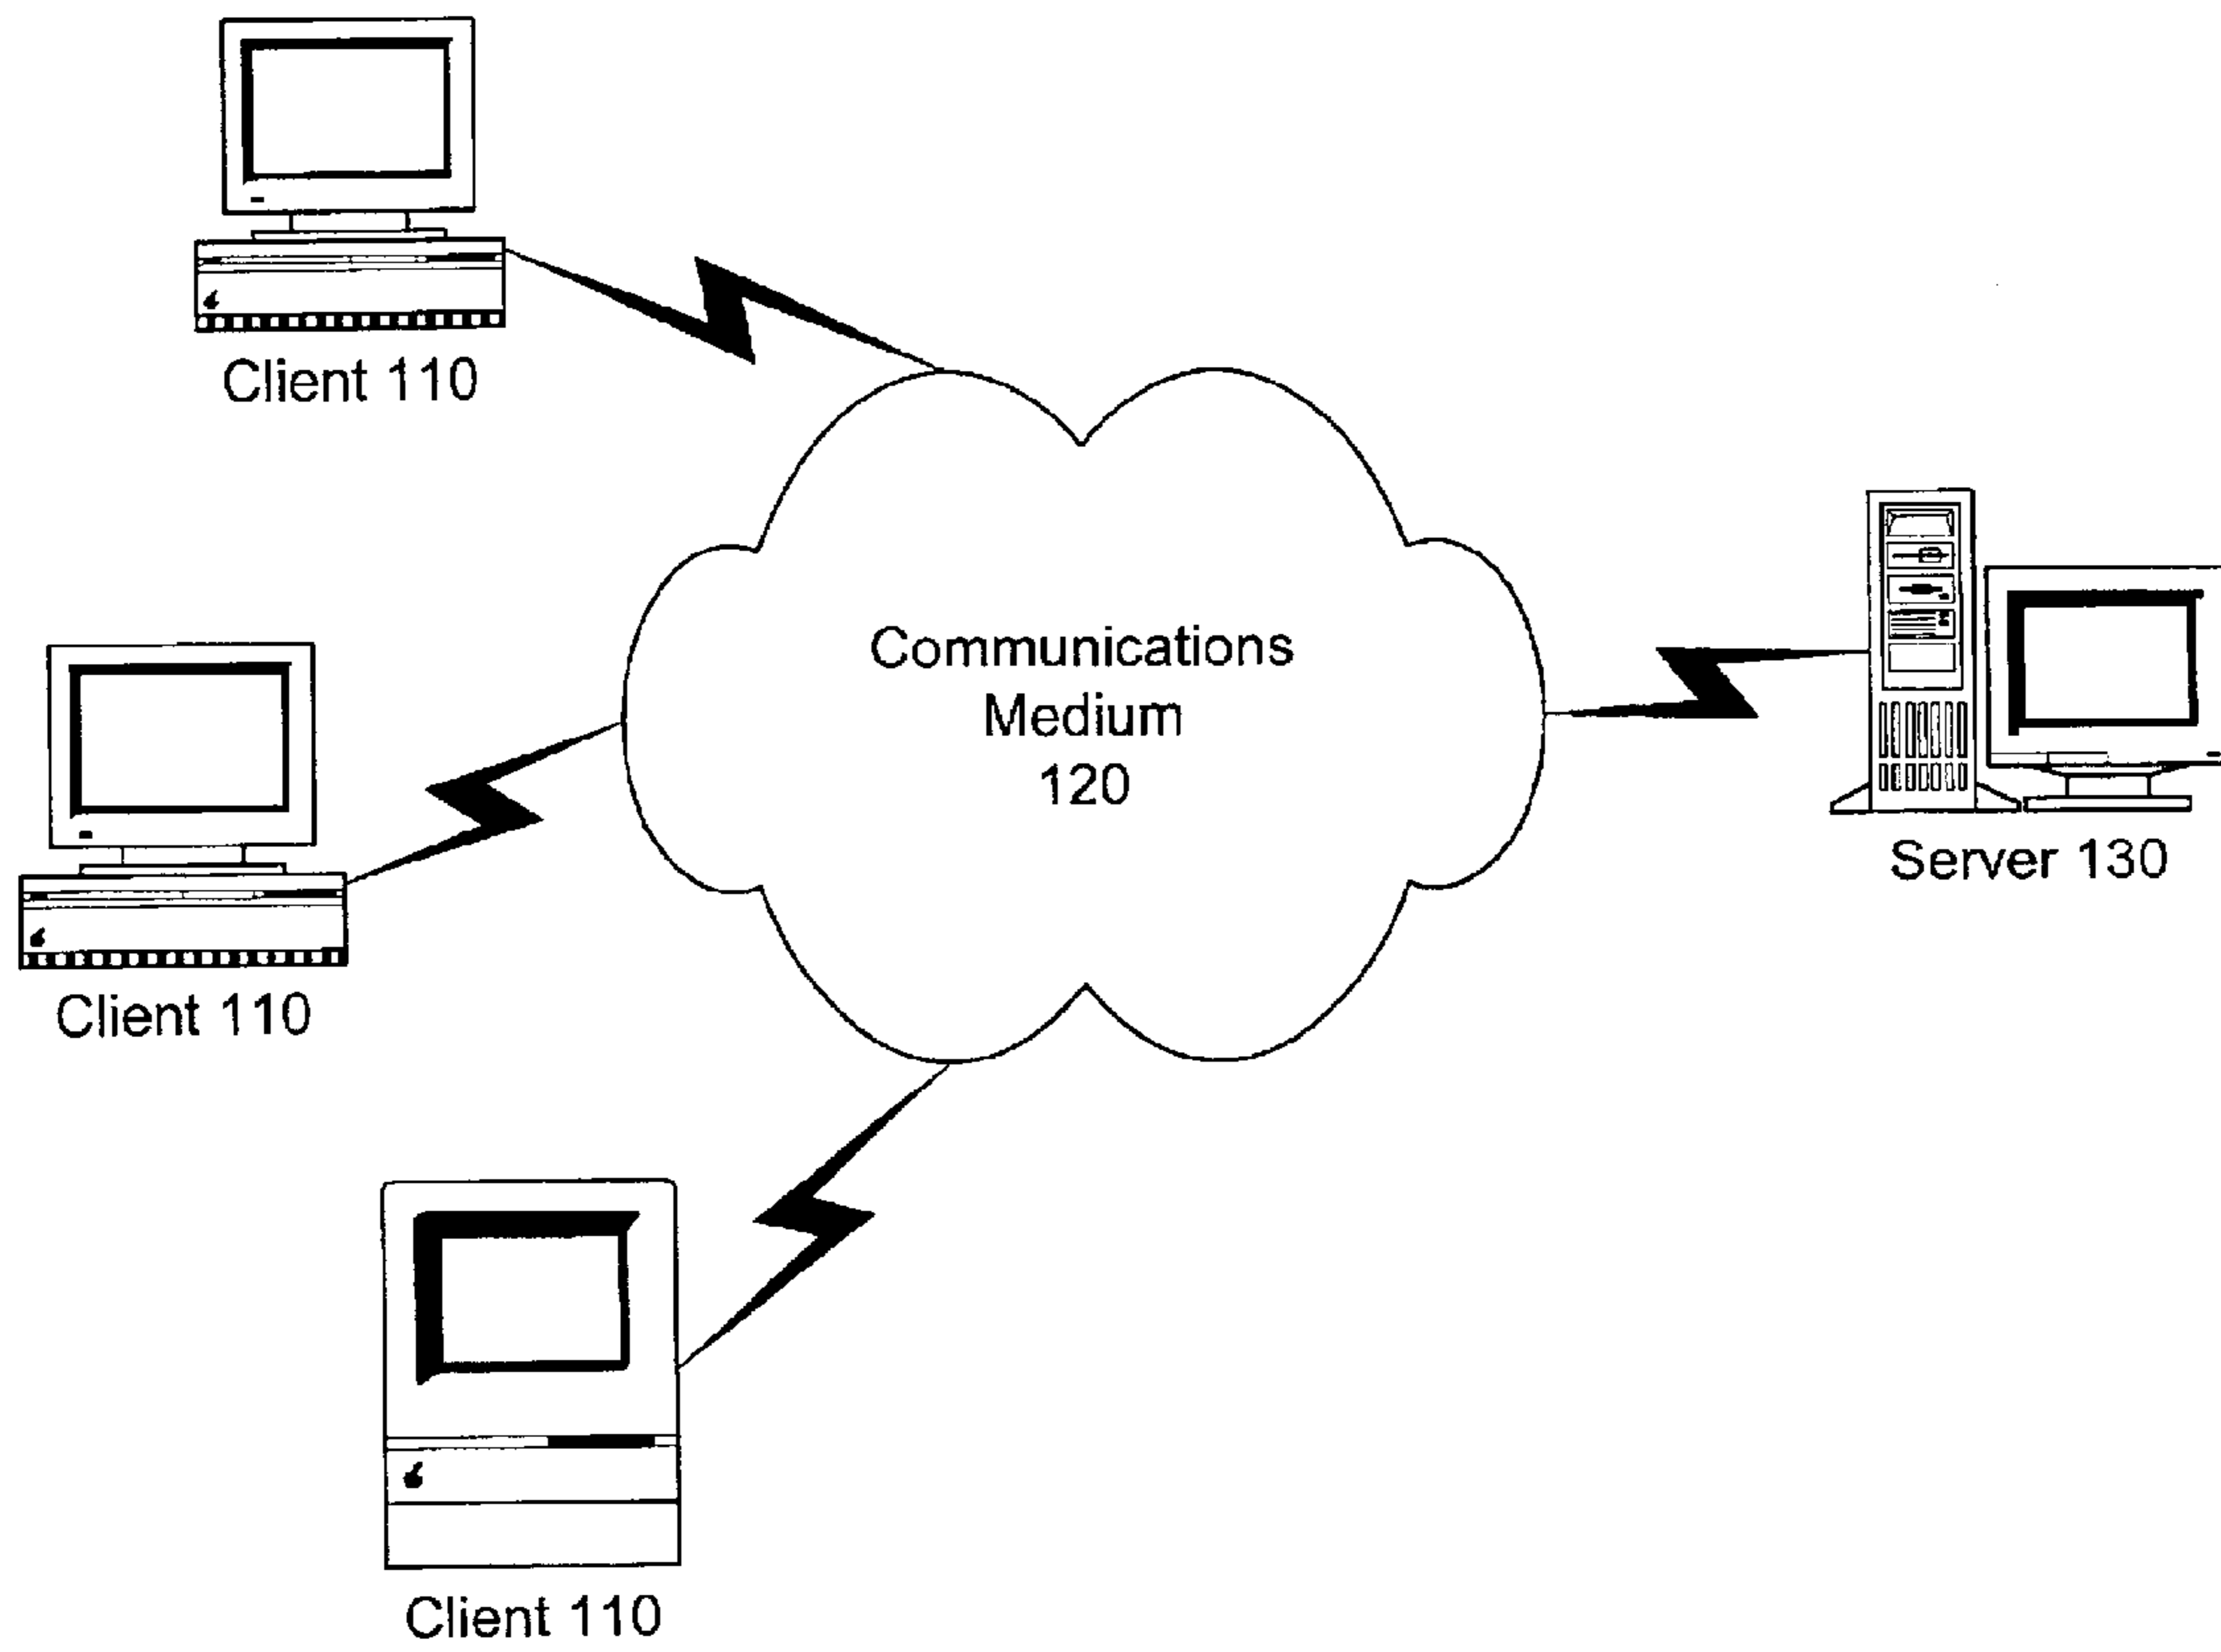 Client 110
Communications
Medium
120
Server 130
Client 110
Client 110